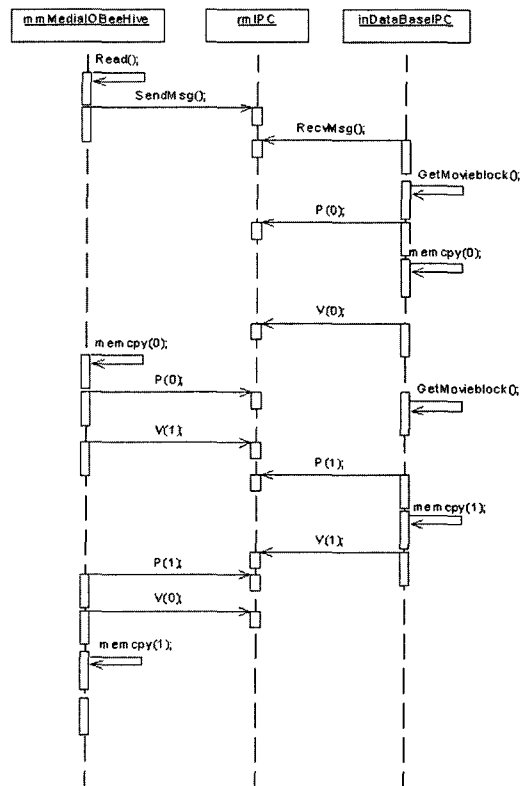 mmMediaIOBeeHive
rmIPC
inDataBaseIPC
Read();
SendMsg();
RecvMsg();
GetMovieblock();
P(0);
memcpy(0);
V(0);
memcpy(0);
P(0);
GetMovieblock();
V(1);
P(1);
memcpy(1);
V(1);
P(1);
V(0);
memcpy(1);